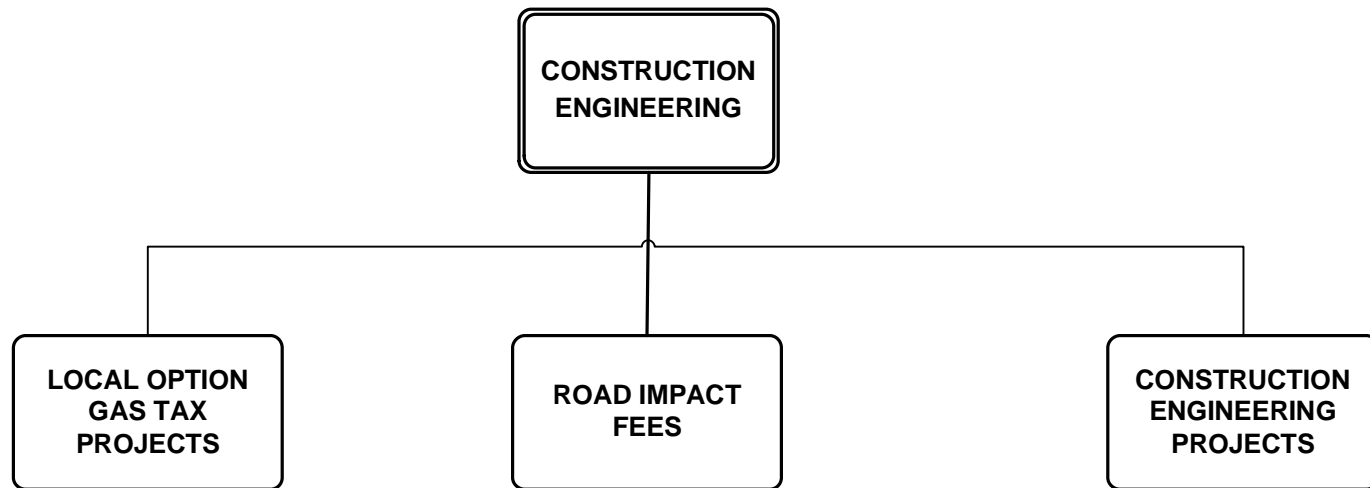 CONSTRUCTION
ENGINEERING
LOCAL OPTION
GAS TAX
PROJECTS
ROAD IMPACT
FEES
CONSTRUCTION
ENGINEERING
PROJECTS